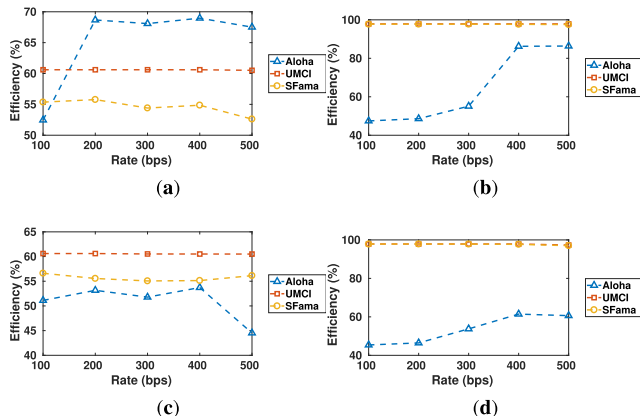 70
65
60
55
50
Efficiency (%)
100 200 300 400 500
Rate (bps)
Aloha
UMCI
SFama
(a)
100
80
60
40
Efficiency (%)
100 200 300 400 500
Rate (bps)
Aloha
UMCI
SFama
(b)
65
60
55
50
45
40
Efficiency (%)
100 200 300 400 500
Rate (bps)
Aloha
UMCI
SFama
(c)
100
80
60
40
Efficiency (%)
100 200 300 400 500
Rate (bps)
Aloha
UMCI
SFama
(d)